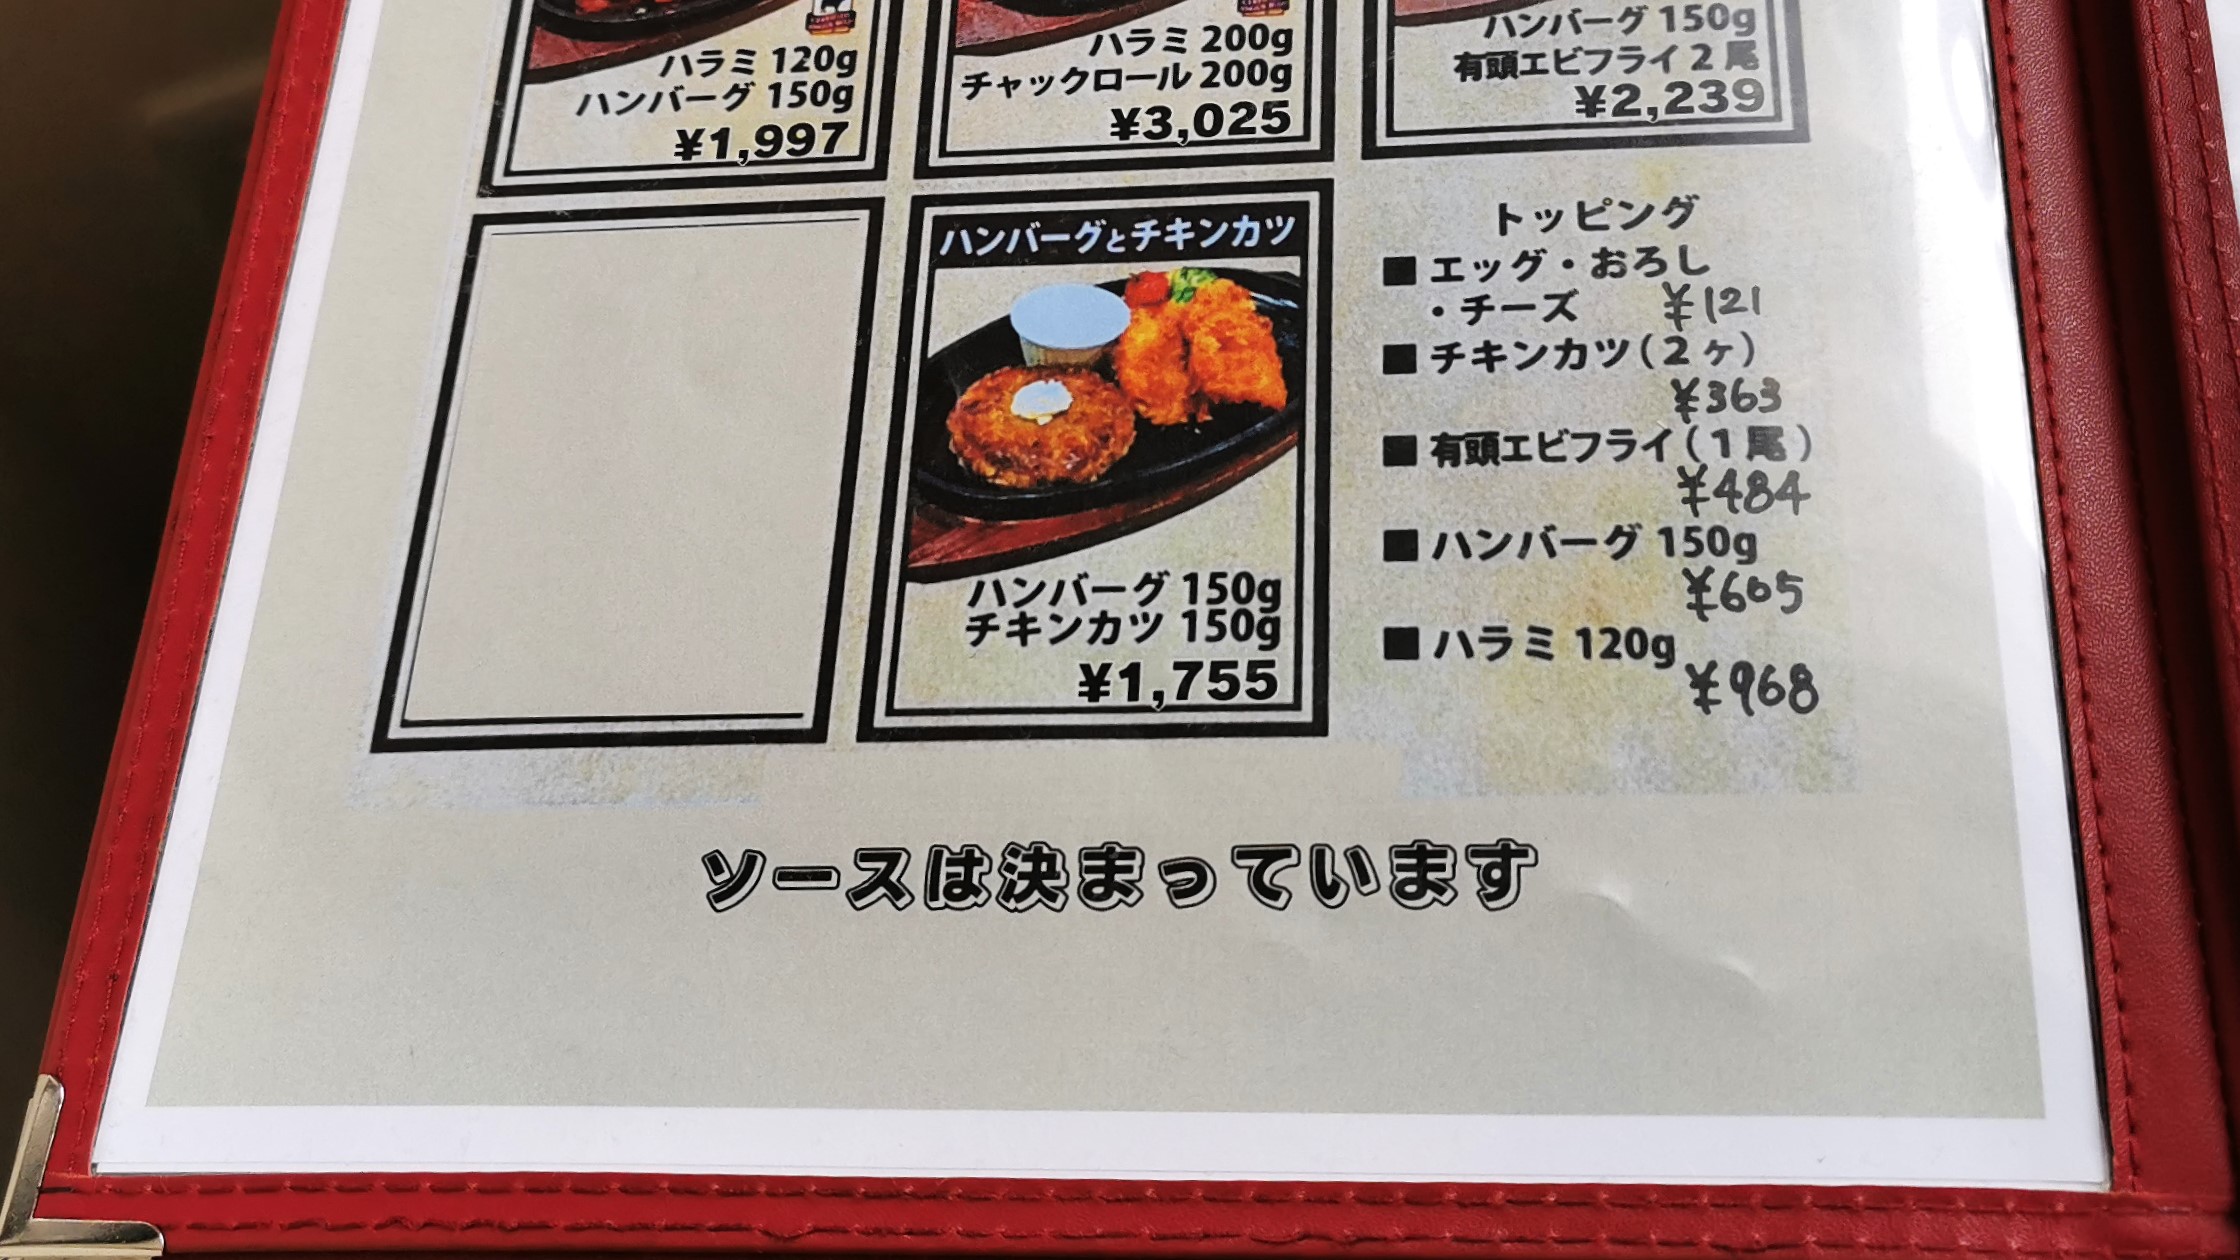 ハラミ 120g
ハンバーグ 150g
¥1,997
ハラミ 200g
チャックロール 200g
¥3,025
ハンバーグ 150g
有頭エビフライ 2 尾
¥2,239
ハンバーグとチキンカツ
ハンバーグ 150g
チキンカツ 150g
¥1,755
トッピング
■ エッグ・おろし
・チーズ ¥121
■ チキンカツ(2ヶ)
¥363
■ 有頭エビフライ(1尾)
¥484
■ ハンバーグ 150g
¥605
■ ハラミ 120g
¥968
ソースは決まっています